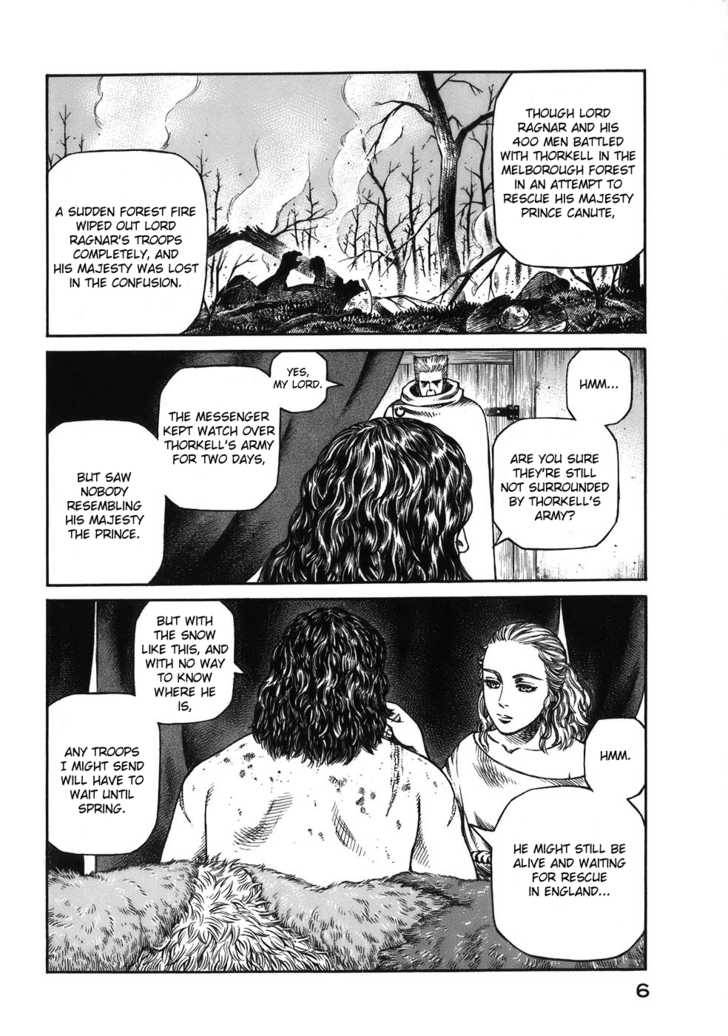 THOUGH LORD
RAGNAR AND HIS
400 MEN BATTLED
WITH THORKELL IN THE
MELBOROUGH FOREST
IN AN ATTEMPT TO
RESCUE HIS MAJESTY
PRINCE CANUTE,
A SUDDEN FOREST FIRE
WIPED OUT LORD
RAGNAR'S TROOPS
COMPLETELY, AND
HIS MAJESTY WAS LOST
IN THE CONFUSION.
HMM...
ARE YOU SURE
THEY'RE STILL
NOT SURROUNDED
BY THORKELL'S
ARMY?
YES,
MY LORD.
THE MESSENGER
KEPT WATCH OVER
THORKELL'S ARMY
FOR TWO DAYS,
BUT SAW
NOBODY
RESEMBLING
HIS MAJESTY
THE PRINCE.
HMM.
HE MIGHT STILL BE
ALIVE AND WAITING
FOR RESCUE
IN ENGLAND...
BUT WITH
THE SNOW
LIKE THIS, AND
WITH NO WAY
TO KNOW
WHERE HE
IS,
ANY TROOPS
I MIGHT SEND
WILL HAVE TO
WAIT UNTIL
SPRING.
6